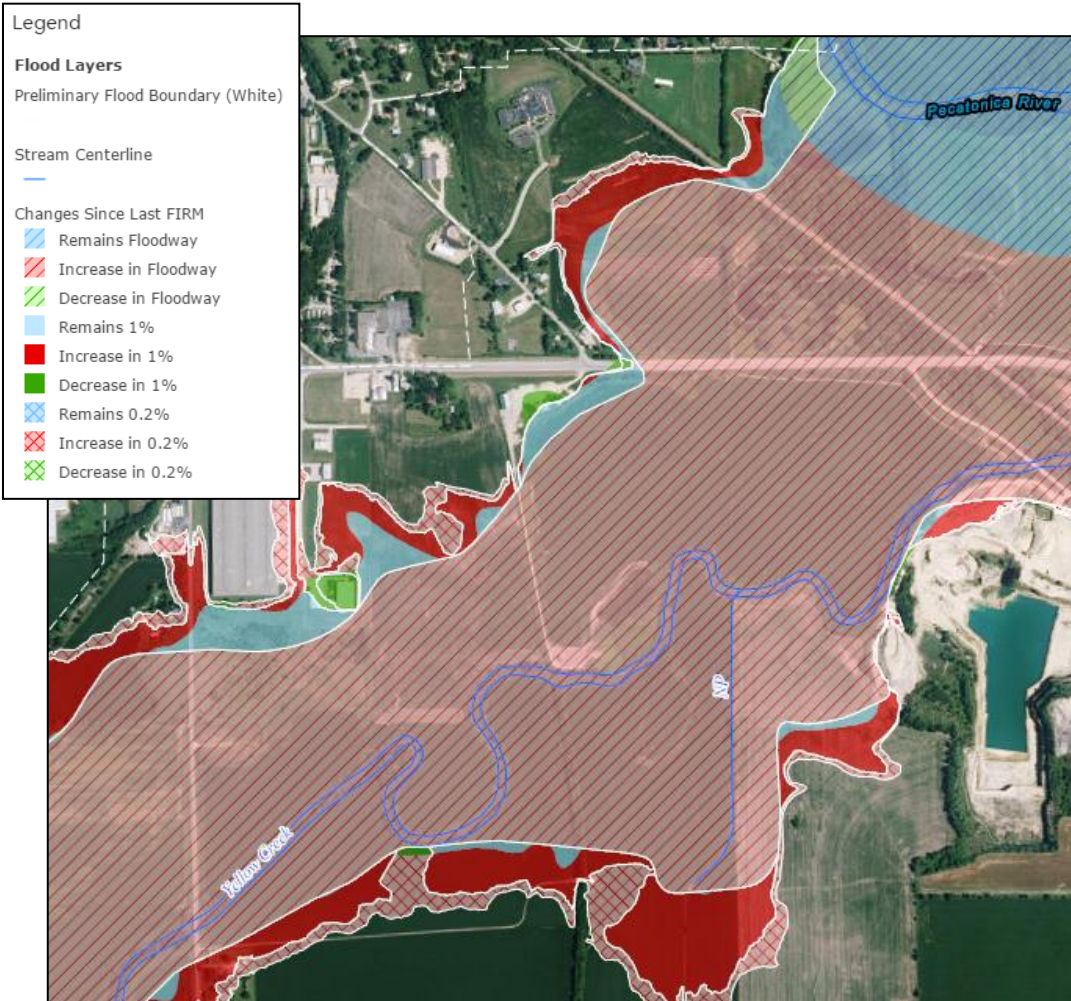 Legend
Flood Layers
Preliminary Flood Boundary (White)
Stream Centerline
Changes Since Last FIRM
Remains Floodway
Increase in Floodway
Decrease in Floodway
Remains 1%
Increase in 1%
Decrease in 1%
Remains 0.2%
Increase in 0.2%
Decrease in 0.2%
Pecatonica River
NP
Yellow Creek